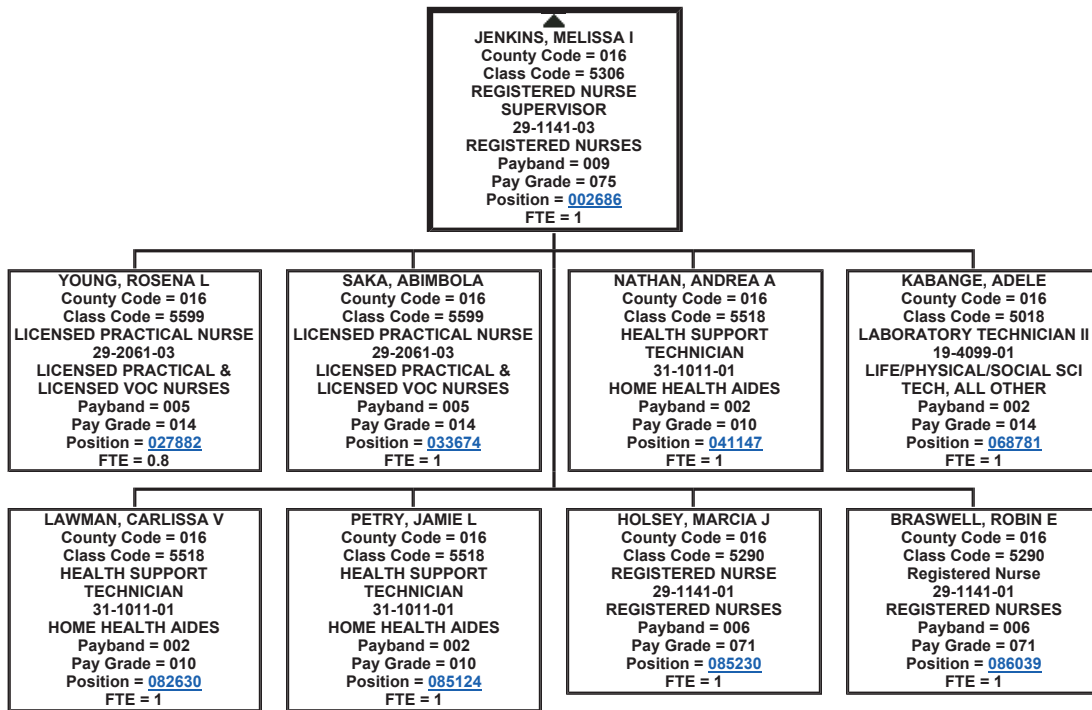 JENKINS, MELISSA I
County Code = 016
Class Code = 5306
REGISTERED NURSE
SUPERVISOR
29-1141-03
REGISTERED NURSES
Payband = 009
Pay Grade = 075
Position = 002686
FTE = 1
YOUNG, ROSENA L
County Code = 016
Class Code = 5599
LICENSED PRACTICAL NURSE
29-2061-03
LICENSED PRACTICAL &
LICENSED VOC NURSES
Payband = 005
Pay Grade = 014
Position = 027882
FTE = 0.8
SAKA, ABIMBOLA
County Code = 016
Class Code = 5599
LICENSED PRACTICAL NURSE
29-2061-03
LICENSED PRACTICAL &
LICENSED VOC NURSES
Payband = 005
Pay Grade = 014
Position = 033674
FTE = 1
NATHAN, ANDREA A
County Code = 016
Class Code = 5518
HEALTH SUPPORT
TECHNICIAN
31-1011-01
HOME HEALTH AIDES
Payband = 002
Pay Grade = 010
Position = 041147
FTE = 1
KABANGE, ADELE
County Code = 016
Class Code = 5018
LABORATORY TECHNICIAN II
19-4099-01
LIFE/PHYSICAL/SOCIAL SCI
TECH, ALL OTHER
Payband = 002
Pay Grade = 014
Position = 068781
FTE = 1
LAWMAN, CARLISSA V
County Code = 016
Class Code = 5518
HEALTH SUPPORT
TECHNICIAN
31-1011-01
HOME HEALTH AIDES
Payband = 002
Pay Grade = 010
Position = 082630
FTE = 1
PETRY, JAMIE L
County Code = 016
Class Code = 5518
HEALTH SUPPORT
TECHNICIAN
31-1011-01
HOME HEALTH AIDES
Payband = 002
Pay Grade = 010
Position = 085124
FTE = 1
HOLSEY, MARCIA J
County Code = 016
Class Code = 5290
REGISTERED NURSE
29-1141-01
REGISTERED NURSES
Payband = 006
Pay Grade = 071
Position = 085230
FTE = 1
BRASWELL, ROBIN E
County Code = 016
Class Code = 5290
Registered Nurse
29-1141-01
REGISTERED NURSES
Payband = 006
Pay Grade = 071
Position = 086039
FTE = 1